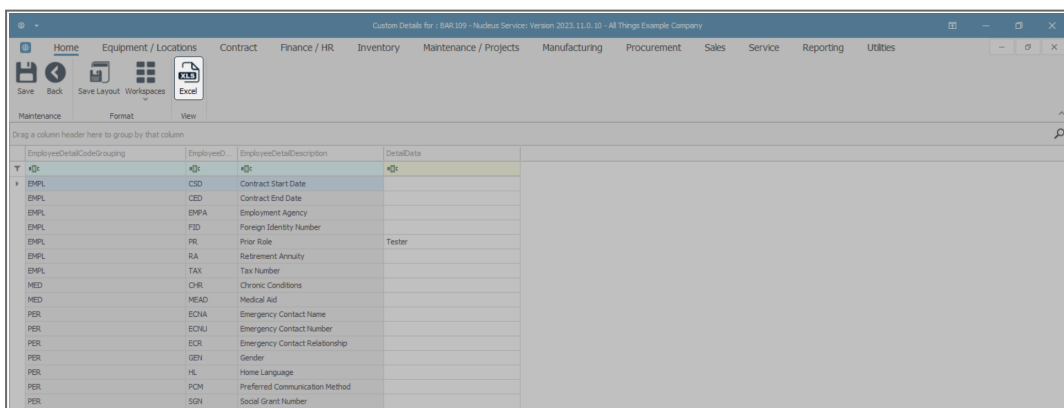 Custom Details for : BAR109 - Nucleus Service: Version 2023.11.0.10 - All Things Example Company
Home Equipment / Locations Contract Finance / HR Inventory Maintenance / Projects Manufacturing Procurement Sales Service Reporting Utilities
XLS
Save Back Save Layout Workspaces Excel
Maintenance Format View
Drag a column header here to group by that column
EmployeeDetailCodeGrouping EmployeeD... EmployeeDetailDescription DetailData
EMPL CSD Contract Start Date
EMPL CED Contract End Date
EMPL EMPA Employment Agency
EMPL FID Foreign Identity Number
EMPL PR Prior Role Tester
EMPL RA Retirement Annuity
EMPL TAX Tax Number
MED CHR Chronic Conditions
MED MEAD Medical Aid
PER ECNA Emergency Contact Name
PER ECNU Emergency Contact Number
PER ECR Emergency Contact Relationship
PER GEN Gender
PER HL Home Language
PER PCM Preferred Communication Method
PER SGN Social Grant Number